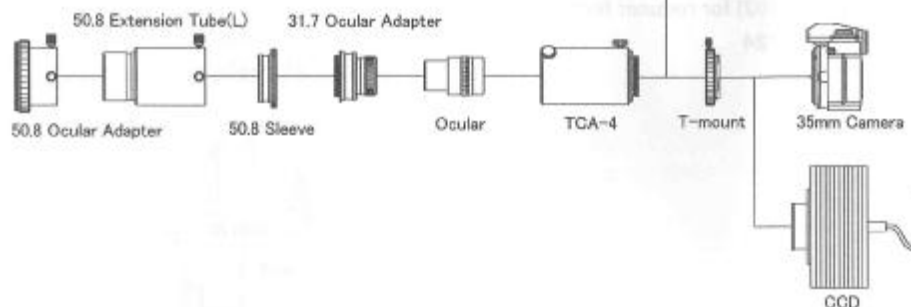 50.8 Extension Tube(L)
31.7 Ocular Adapter
50.8 Ocular Adapter
50.8 Sleeve
Ocular
TCA-4
T-mount
35mm Camera
CCD